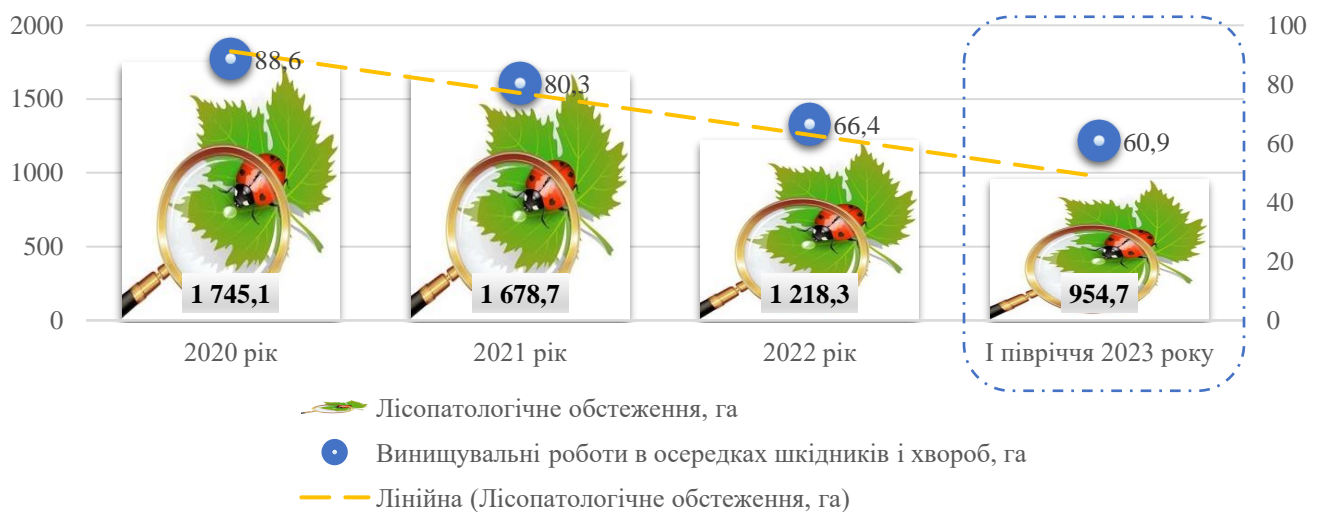 2000
100
88,6
80,3
80
1500
66,4
60,9
60
1000
40
500
20
1 745,1
1 678,7
1 218,3
954,7
0
0
2020 рік
2021 рік
2022 рік
І півріччя 2023 року
Лісопатологічне обстеження, га
Винищувальні роботи в осередках шкідників і хвороб, га
Лінійна (Лісопатологічне обстеження, га)